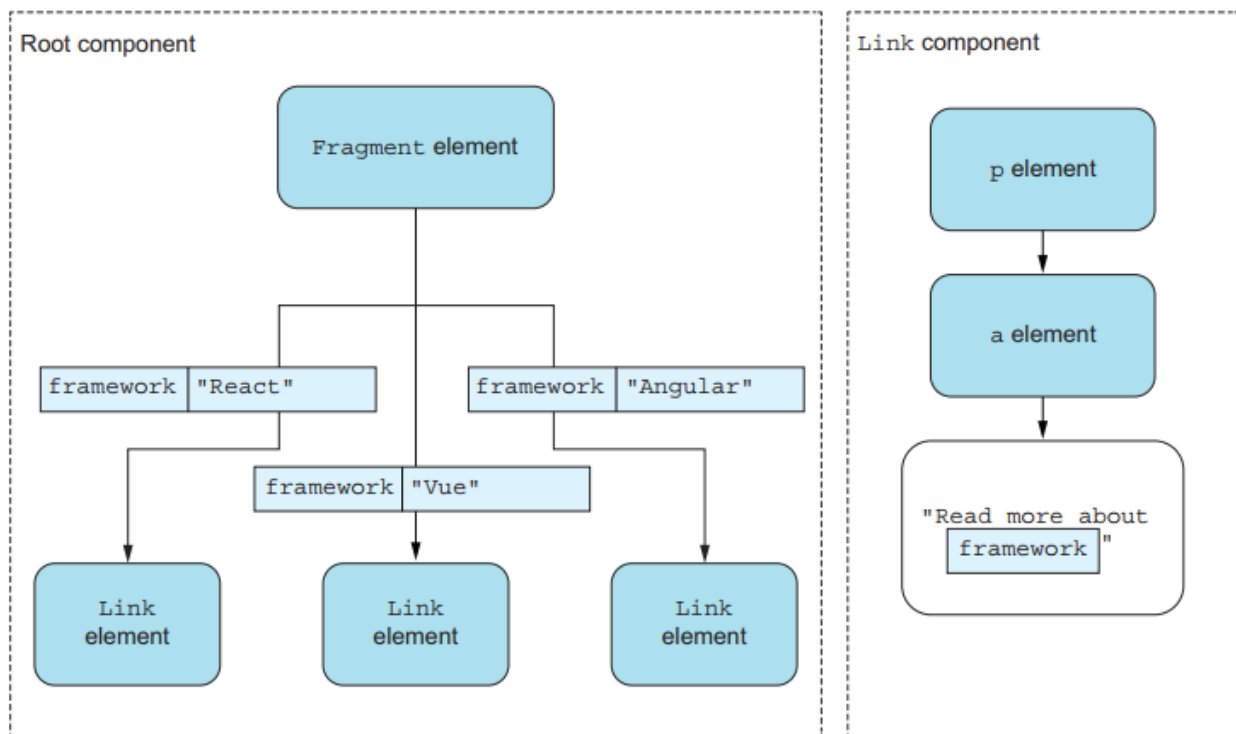 Root component
Fragment element
framework "React"
framework "Angular"
framework "Vue"
Link
element
Link
element
Link
element
Link component
p element
a element
"Read more about
framework "